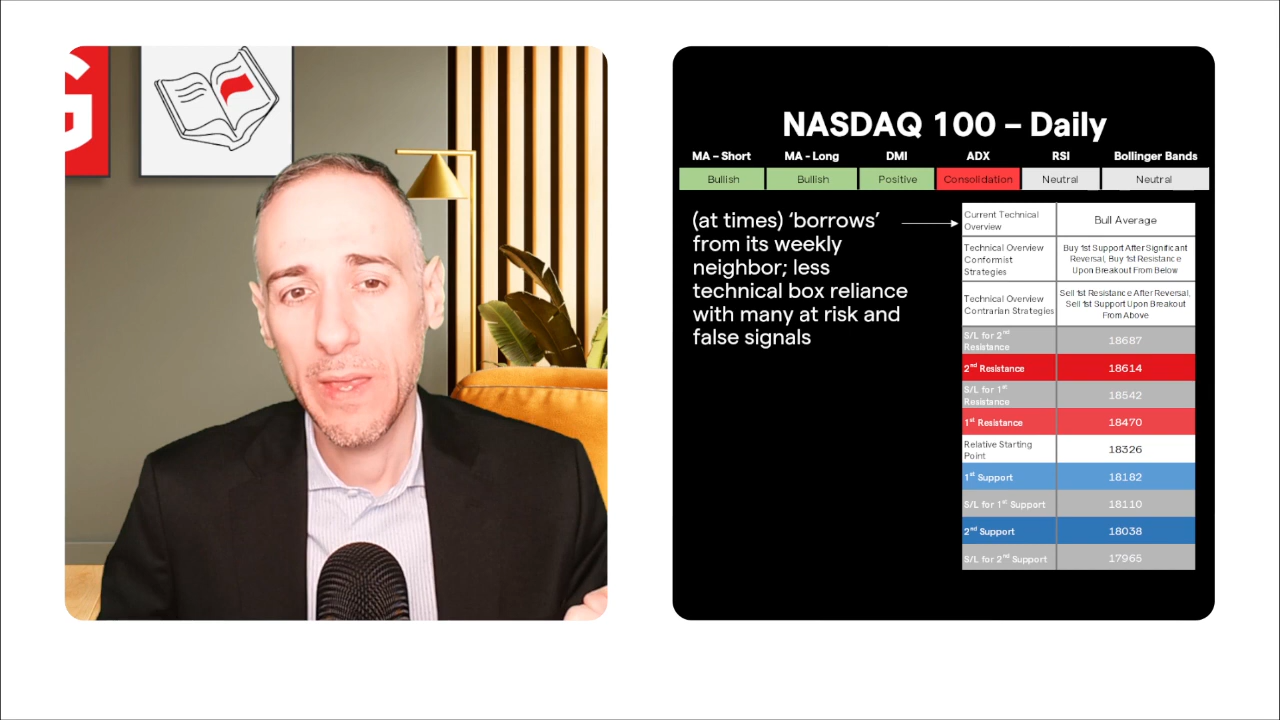 G
NASDAQ 100 – Daily
MA – Short MA - Long DMI ADX RSI Bollinger Bands
Bullish Bullish Positive Consolidation Neutral Neutral
(at times) ‘borrows’
from its weekly
neighbor; less
technical box reliance
with many at risk and
false signals
Current Technical
Overview
Bull Average
Technical Overview
Conformist
Strategies
Buy 1st Support After Significant
Reversal, Buy 1st Resistance
Upon Breakout From Below
Technical Overview
Contrarian Strategies
Sell 1st Resistance After Reversal,
Sell 1st Support Upon Breakout
From Above
S/L for 2nd
Resistance
18687
2nd Resistance 18614
S/L for 1st
Resistance
18542
1st Resistance 18470
Relative Starting
Point
18326
1st Support 18182
S/L for 1st Support 18110
2nd Support 18038
S/L for 2nd Support 17965